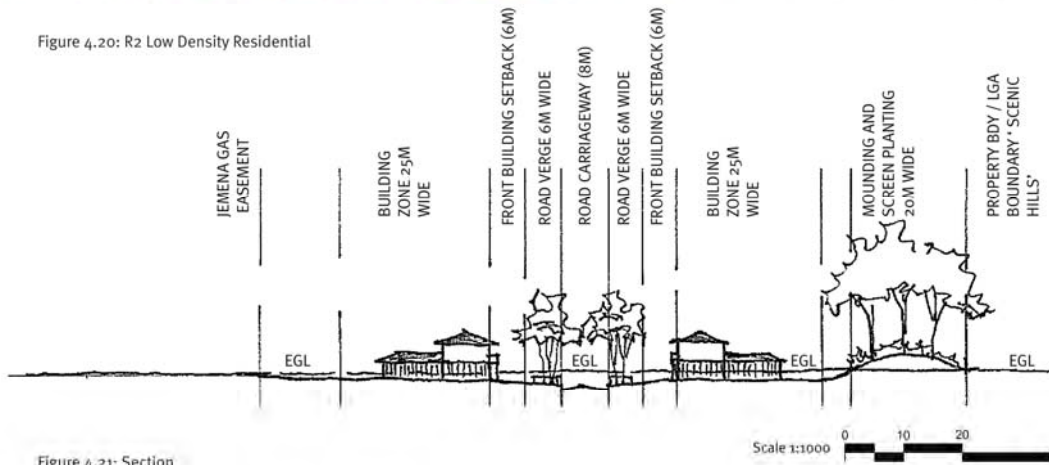 Figure 4.20: R2 Low Density Residential
JEMENA GAS
EASEMENT
BUILDING
ZONE 25M
WIDE
FRONT BUILDING SETBACK (6M)
ROAD VERGE 6M WIDE
ROAD CARRIAGEWAY (8M)
ROAD VERGE 6M WIDE
FRONT BUILDING SETBACK (6M)
BUILDING
ZONE 25M
WIDE
MOUNDING AND
SCREEN PLANTING
20M WIDE
PROPERTY BDY / LGA
BOUNDARY ' SCENIC
HILLS'
EGL
EGL
EGL
EGL
Scale 1:1000
0 10 20
Figure 4.21: Section